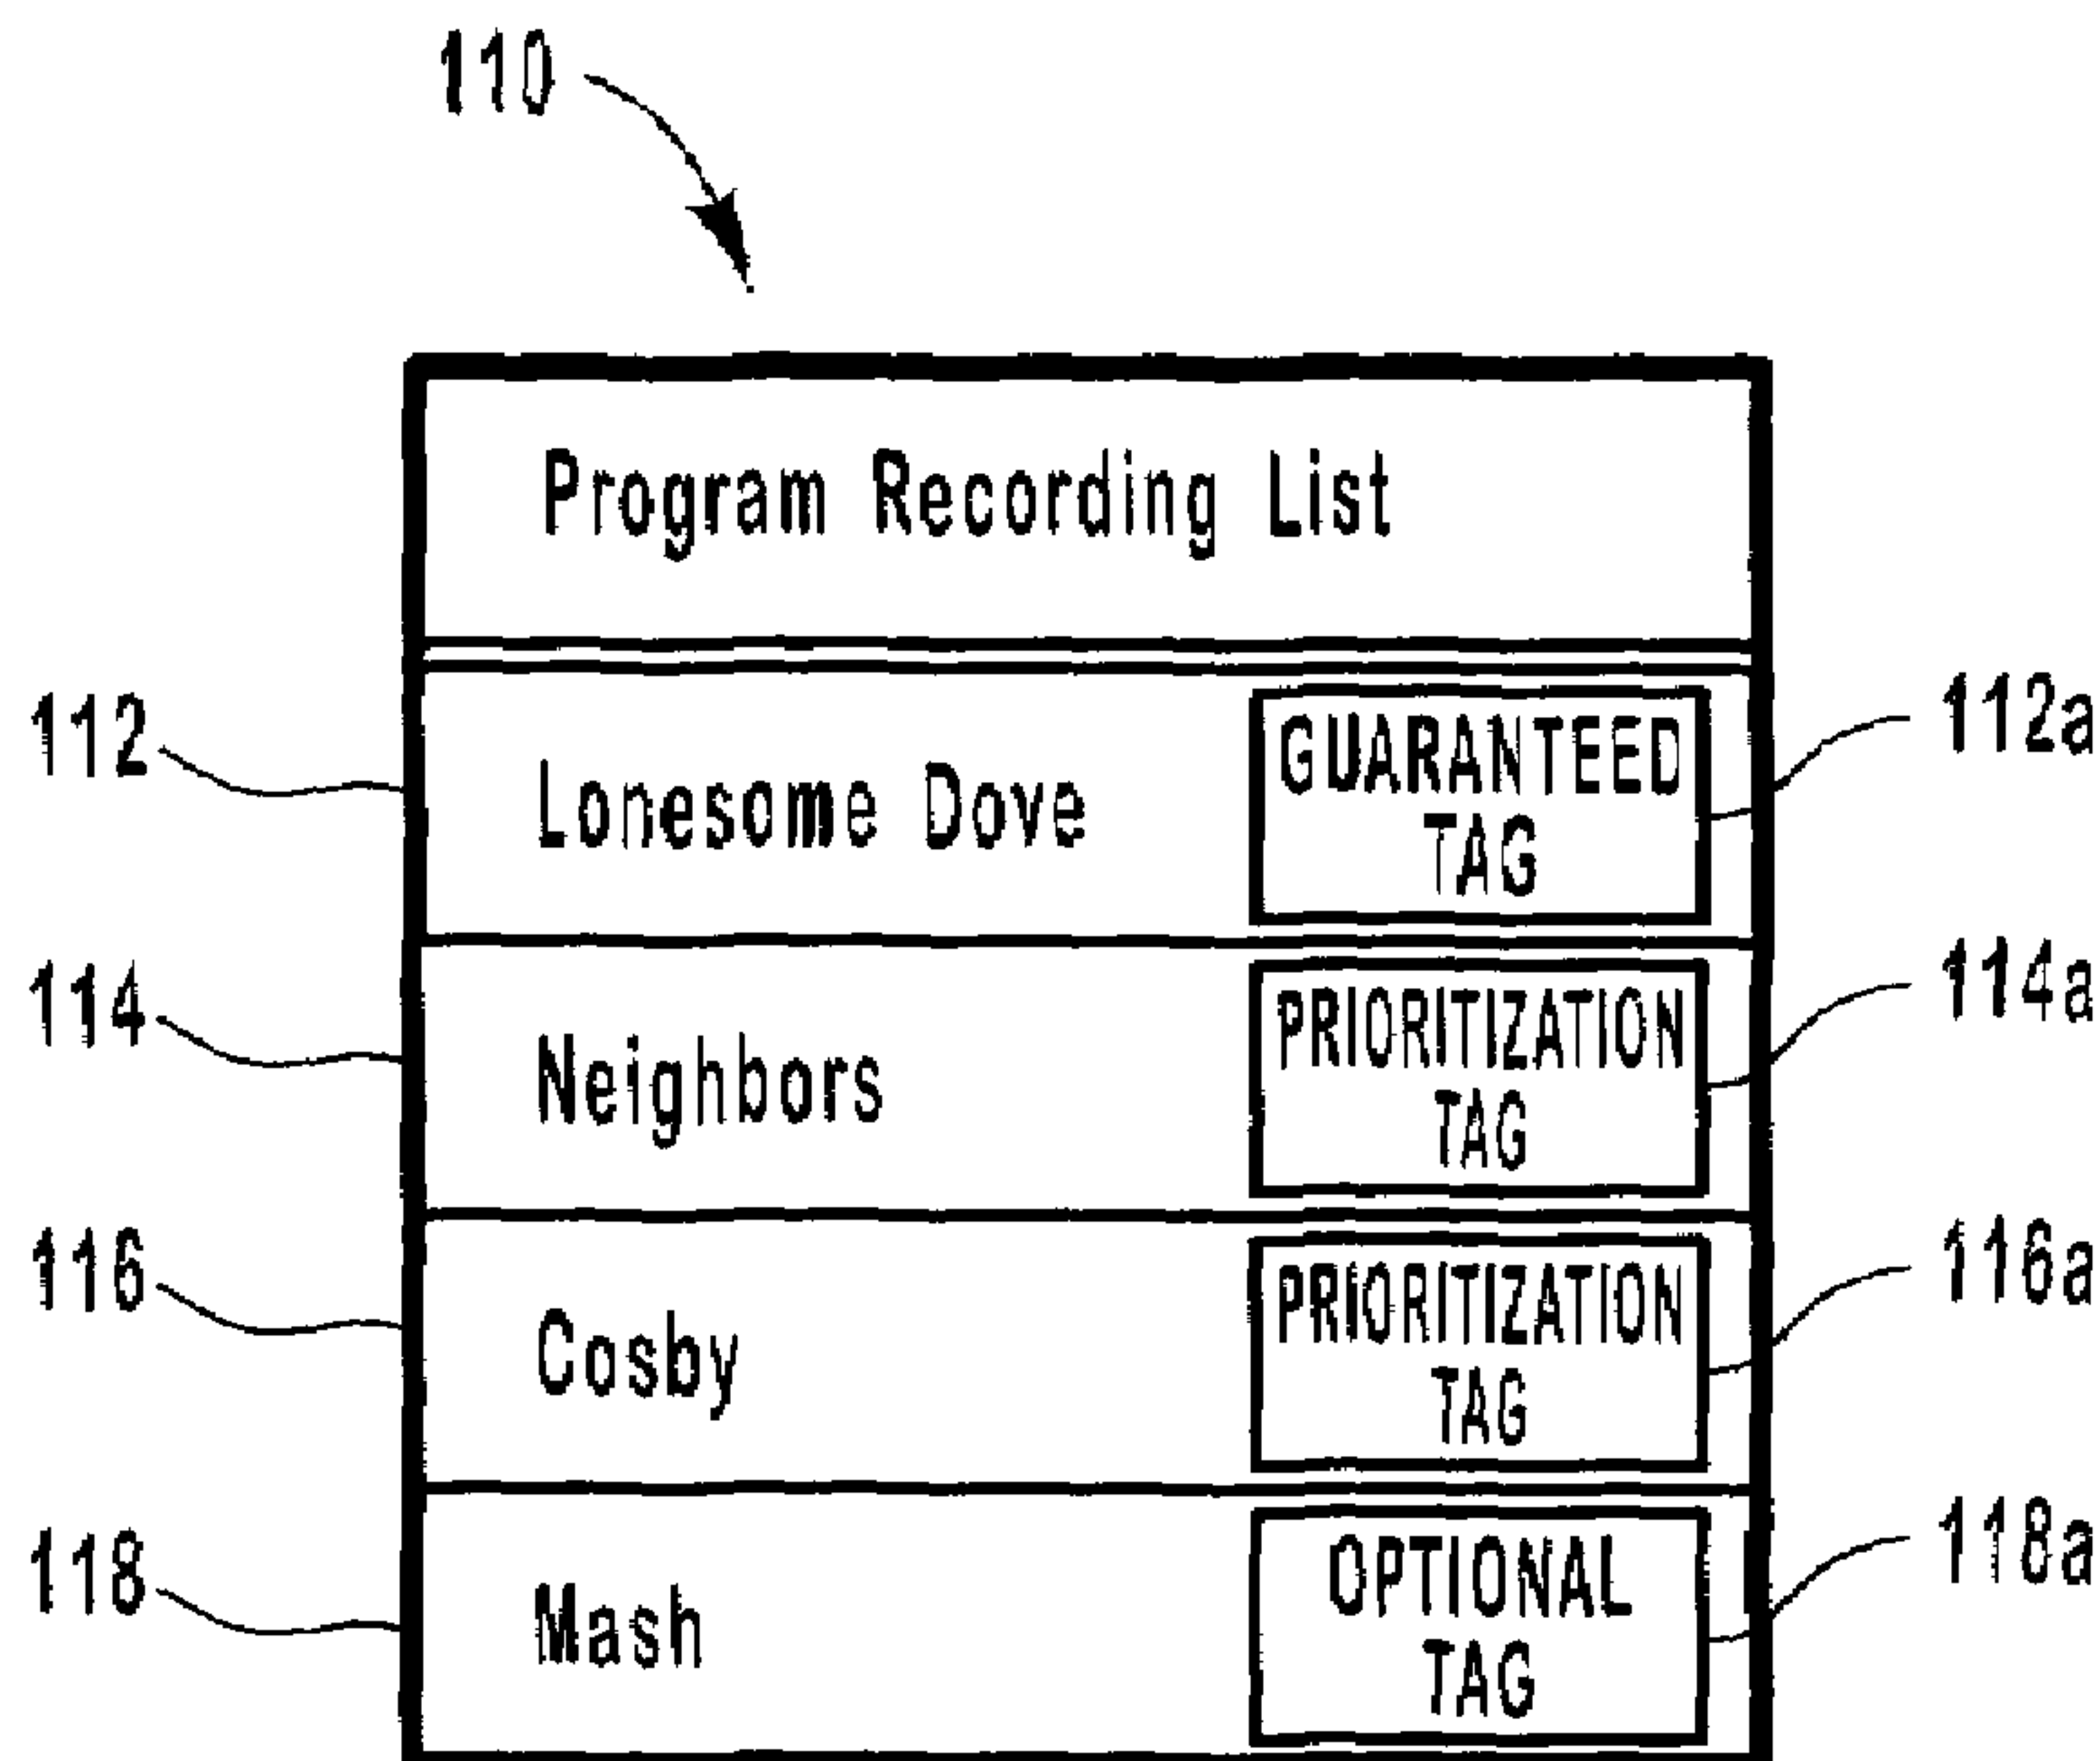 110
Program Recording List
112
Lonesome Dove
GUARANTEED
TAG
112a
114
Neighbors
PRIORITIZATION
TAG
114a
116
Cosby
PRIORITIZATION
TAG
116a
118
Mash
OPTIONAL
TAG
118a